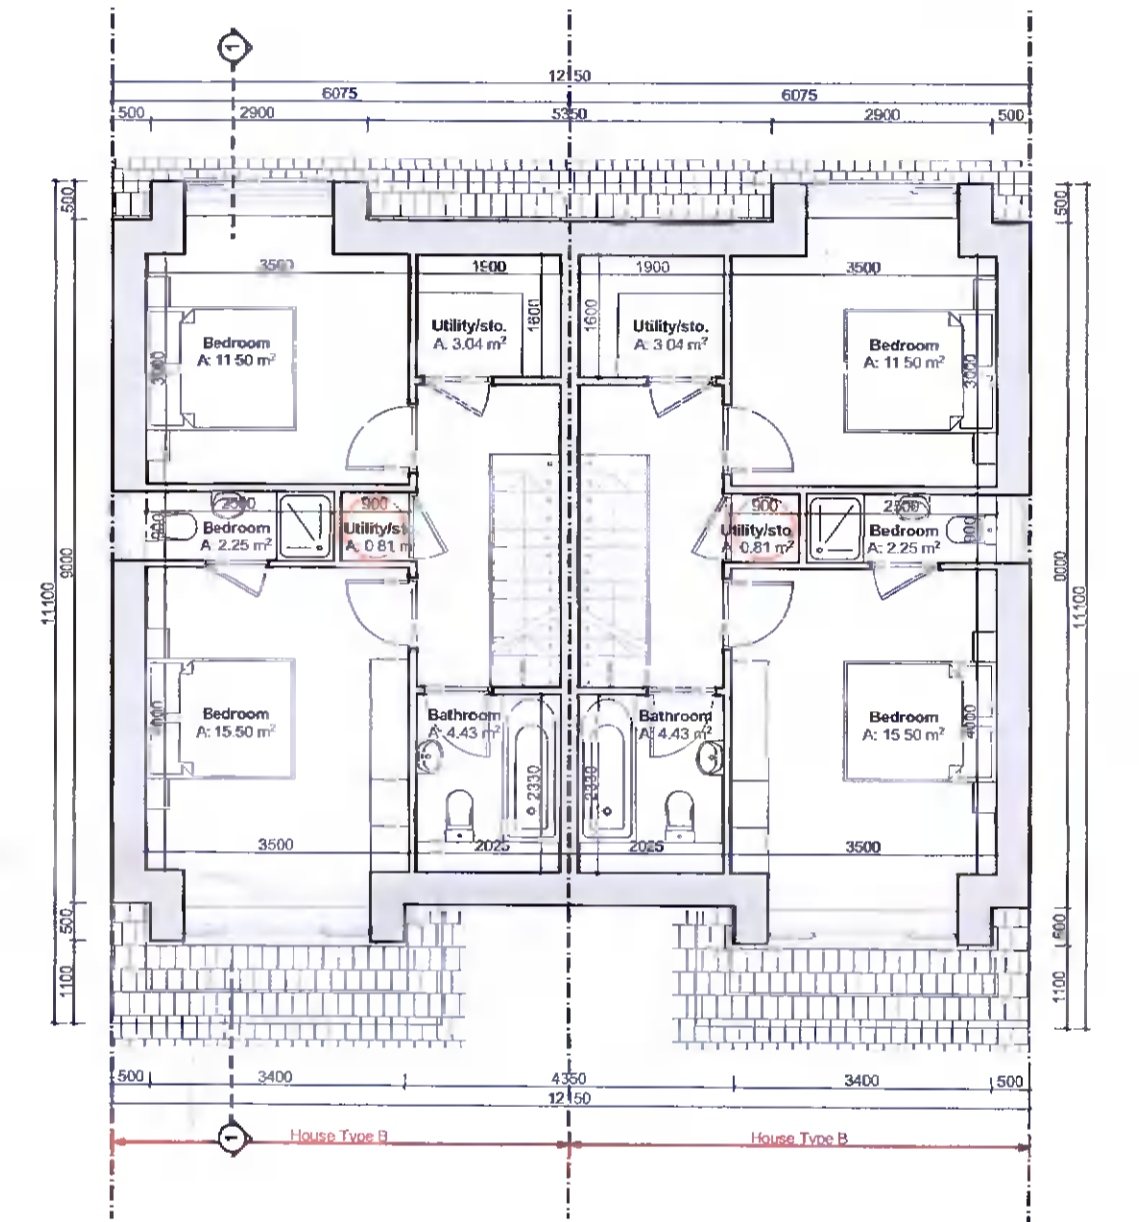 1
12150
6075 6075
500 2900 5350 2900 500
500 500
3500 1900 1900 3500
1600 1600
Utility/sto. Utility/sto.
A: 3.04 m² A: 3 04 m²
Bedroom Bedroom
A: 11 50 m² A: 11 50 m²
3000 3000
2500 900 900 2500
900 900
Bedroom Utility/sto Utility/sto Bedroom
A 2.25 m² A: 0 81 m A 0.81 m² A: 2.25 m²
11100 9000 11100
Bedroom Bathroom Bathroom Bedroom
A: 15.50 m² A: 4.43 m² A: 4.43 m² A: 15 50 m²
4000 4000
2330 2330
3500 2025 2025 3500
500 500
1100 1100
500 3400 4350 3400 500
12150
1 House Type B House Type B